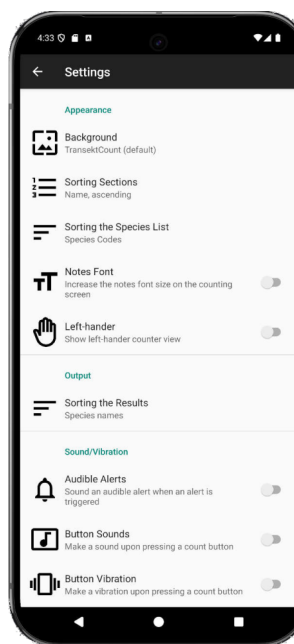 4:33
Settings
Appearance
Background
TransektCount (default)
Sorting Sections
Name, ascending
Sorting the Species List
Species Codes
Notes Font
Increase the notes font size on the counting
screen
Left-hander
Show left-hander counter view
Output
Sorting the Results
Species names
Sound/Vibration
Audible Alerts
Sound an audible alert when an alert is
triggered
Button Sounds
Make a sound upon pressing a count button
Button Vibration
Make a vibration upon pressing a count button